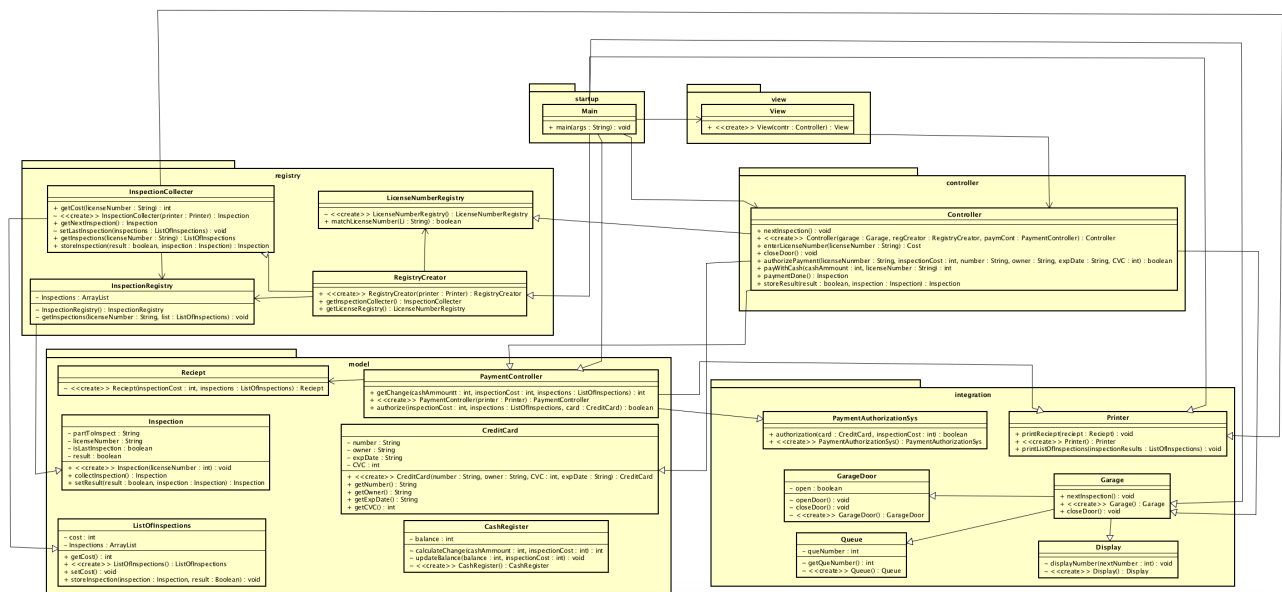 startup
Main
+ main(args : String) : void
view
View
+ <<create>> View(contr : Controller) : View
registry
InspectionCollecter
+ getCost(licenseNumber : String) : int
− <<create>> InspectionCollecter(printer : Printer) : Inspection
+ getNextInspection() : Inspection
− setLastInspection(inspections : ListOfInspections) : void
+ getInspections(licenseNumber : String) : ListOfInspections
+ storeInspection(result : boolean, inspection : Inspection) : Inspection
LicenseNumberRegistry
− <<create>> LicenseNumberRegistry() : LicenseNumberRegistry
+ matchLicenseNumber(Li : String) : boolean
InspectionRegistry
− Inspections : ArrayList
− InspectionRegistry() : InspectionRegistry
− getInspections(licenseNumber : String, list : ListOfInspections) : void
RegistryCreator
+ <<create>> RegistryCreator(printer : Printer) : RegistryCreator
+ getInspectionCollecter() : InspectionCollecter
+ getLicenseRegistry() : LicenseNumberRegistry
controller
Controller
+ nextInspection() : void
+ <<create>> Controller(garage : Garage, regCreator : RegistryCreator, paymCont : PaymentController) : Controller
+ enterLicenseNumber(licenseNumber : String) : Cost
+ closeDoor() : void
+ authorizePayment(licenseNunmber : String, inspectionCost : int, number : String, owner : String, expDate : String, CVC : int) : boolean
+ payWithCash(cashAmmount : int, licenseNumber : String) : int
+ paymentDone() : Inspection
+ storeResult(result : boolean, inspection : Inspection) : Inspection
model
Reciept
− <<create>> Reciept(inspectionCost : int, inspections : ListOfInspections) : Reciept
PaymentController
+ getChange(cashAmmount : int, inspectionCost : int, inspections : ListOfInspections) : int
+ <<create>> PaymentController(printer : Printer) : PaymentController
+ authorize(inspectionCost : int, inspections : ListOfInspections, card : CreditCard) : boolean
Inspection
− partToInspect : String
− licenseNumber : String
− isLastInspection : boolean
− result : boolean
+ <<create>> Inspection(licenseNumber : int) : void
+ collectInspection() : Inspection
+ setResult(result : boolean, inspection : Inspection) : Inspection
CreditCard
− number : String
− owner : String
− expDate : String
− CVC : int
+ <<create>> CreditCard(number : String, owner : String, CVC : int, expDate : String) : CreditCard
+ getNumber() : String
+ getOwner() : String
+ getExpDate() : String
+ getCVC() : int
ListOfInspections
− cost : int
− Inspections : ArrayList
+ getCost() : int
+ <<create>> ListOfInspections() : ListOfInspections
+ setCost() : void
+ storeInspection(inspection : Inspection, result : Boolean) : void
CashRegister
− balance : int
− calculateChange(cashAmmount : int, inspectionCost : int) : int
− updateBalance(balance : int, inspectionCost : int) : void
− <<create>> CashRegister() : CashRegister
integration
PaymentAuthorizationSys
+ authorization(card : CreditCard, inspectionCost : int) : boolean
+ <<create>> PaymentAuthorizationSys() : PaymentAuthorizationSys
Printer
+ printReciept(reciept : Reciept) : void
+ <<create>> Printer() : Printer
+ printListOfInspections(inspectionResults : ListOfInspections) : void
GarageDoor
− open : boolean
− openDoor() : void
− closeDoor() : void
− <<create>> GarageDoor() : GarageDoor
Garage
+ nextInspection() : void
+ <<create>> Garage() : Garage
+ closeDoor() : void
Queue
− queNumber : int
− getQueNumber() : int
− <<create>> Queue() : Queue
Display
− displayNumber(nextNumber : int) : void
− <<create>> Display() : Display